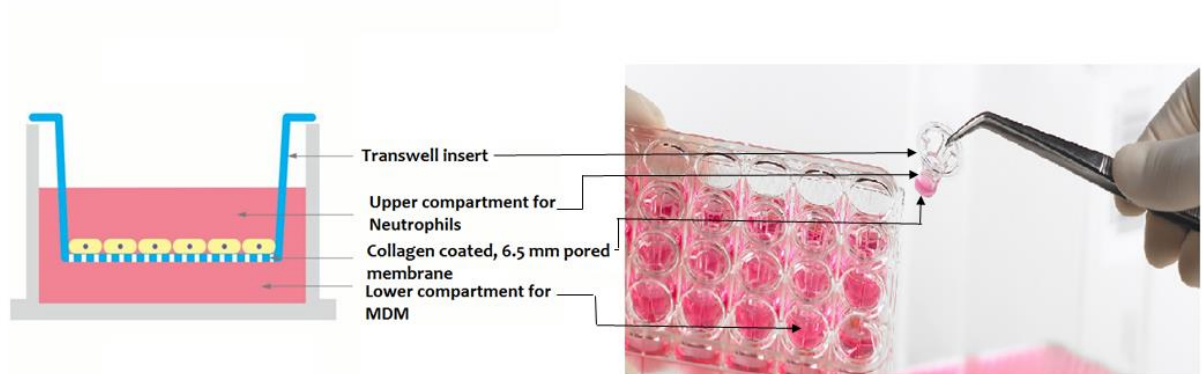 Transwell insert
Upper compartment for
Neutrophils
Collagen coated, 6.5 mm pored
membrane
Lower compartment for
MDM